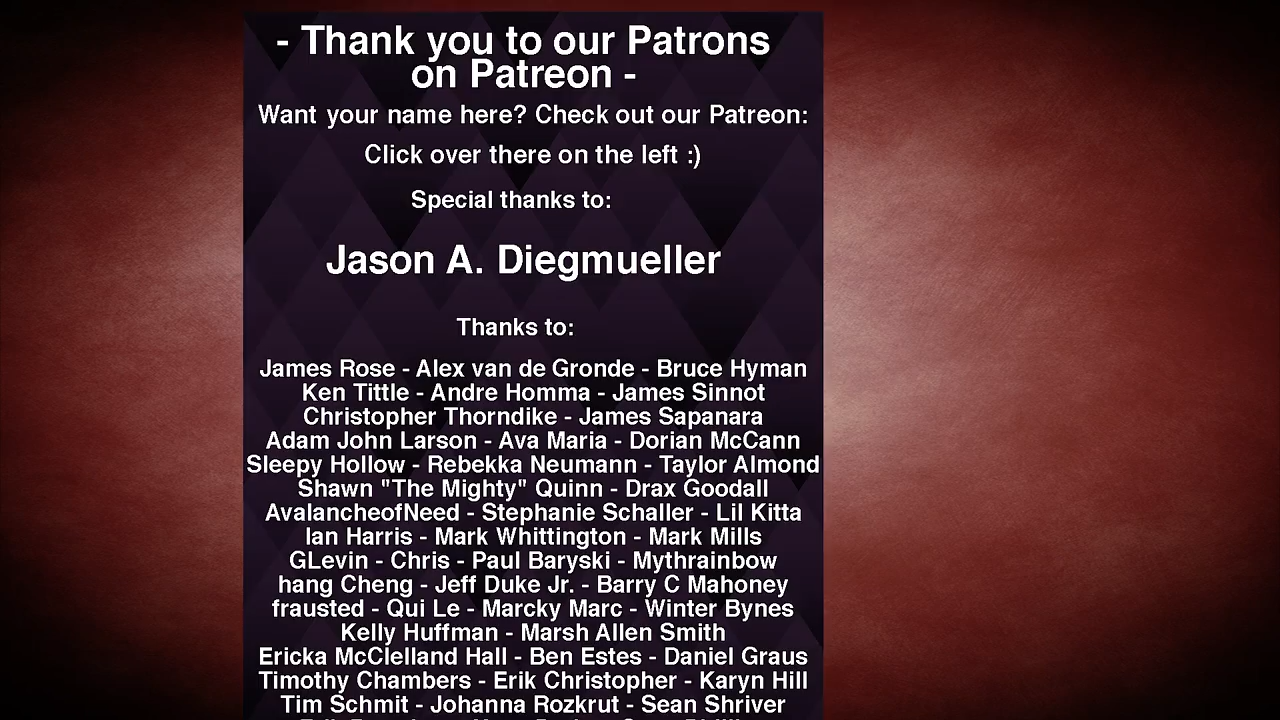 - Thank you to our Patrons
on Patreon -
Want your name here? Check out our Patreon:
Click over there on the left :)
Special thanks to:
Jason A. Diegmueller
Thanks to:
James Rose - Alex van de Gronde - Bruce Hyman
Ken Tittle - Andre Homma - James Sinnot
Christopher Thorndike - James Sapanara
Adam John Larson - Ava Maria - Dorian McCann
Sleepy Hollow - Rebekka Neumann - Taylor Almond
Shawn "The Mighty" Quinn - Drax Goodall
AvalancheofNeed - Stephanie Schaller - Lil Kitta
Ian Harris - Mark Whittington - Mark Mills
GLevin - Chris - Paul Baryski - Mythrainbow
hang Cheng - Jeff Duke Jr. - Barry C Mahoney
frausted - Qui Le - Marcky Marc - Winter Bynes
Kelly Huffman - Marsh Allen Smith
Ericka McClelland Hall - Ben Estes - Daniel Graus
Timothy Chambers - Erik Christopher - Karyn Hill
Tim Schmit - Johanna Rozkrut - Sean Shriver